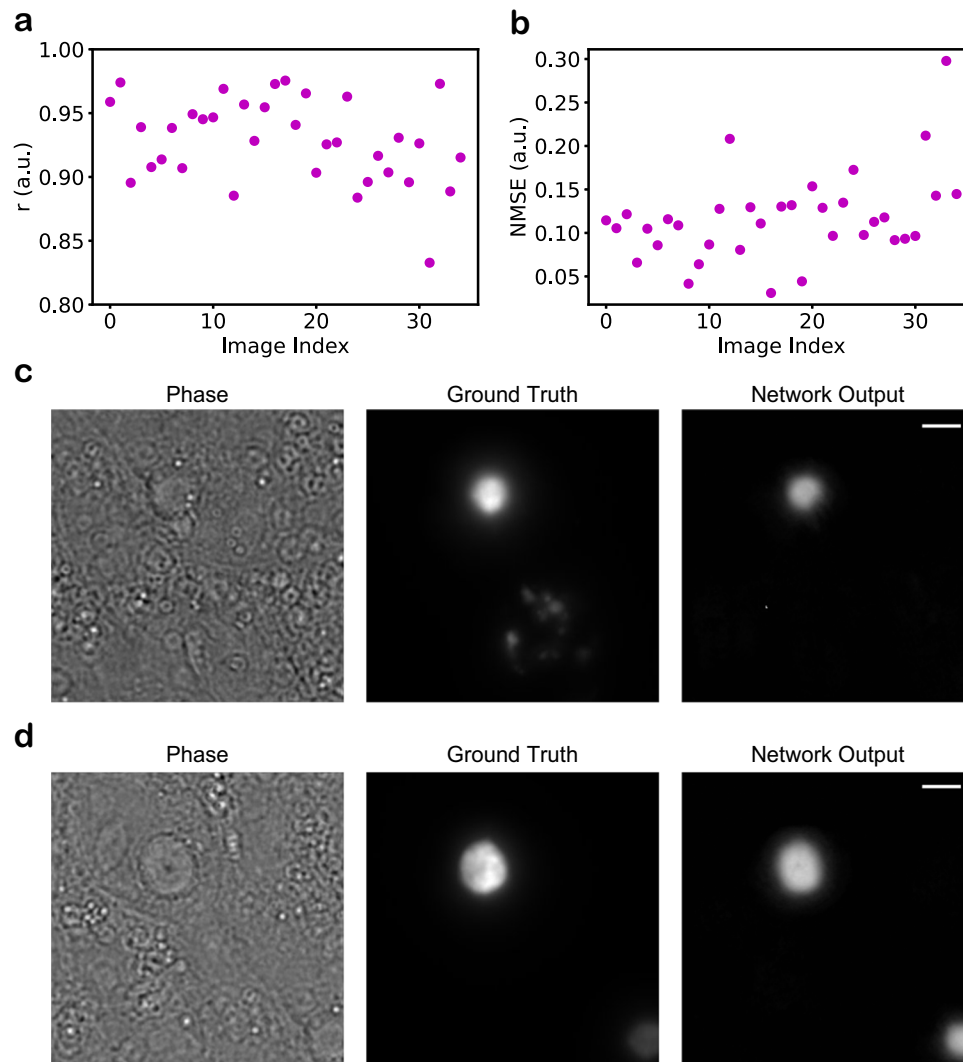 a
b
1.00
0.95
0.90
0.85
0.80
r (a.u.)
0
10
20
30
Image Index
0.30
0.25
0.20
0.15
0.10
0.05
NMSE (a.u.)
0
10
20
30
Image Index
c
Phase
Ground Truth
Network Output
d
Phase
Ground Truth
Network Output